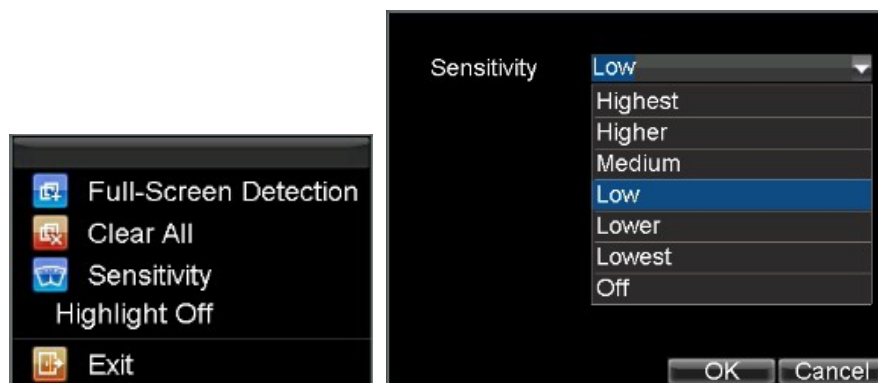 Full-Screen Detection
Clear All
Sensitivity
Highlight Off
Exit
Sensitivity
Low
Highest
Higher
Medium
Low
Lower
Lowest
Off
OK
Cancel